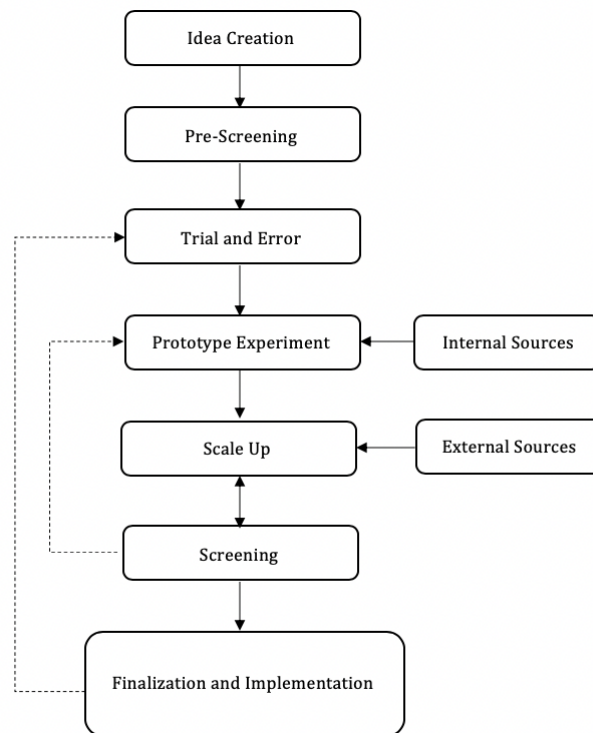 Idea Creation
Pre-Screening
Trial and Error
Prototype Experiment
Internal Sources
Scale Up
External Sources
Screening
Finalization and Implementation